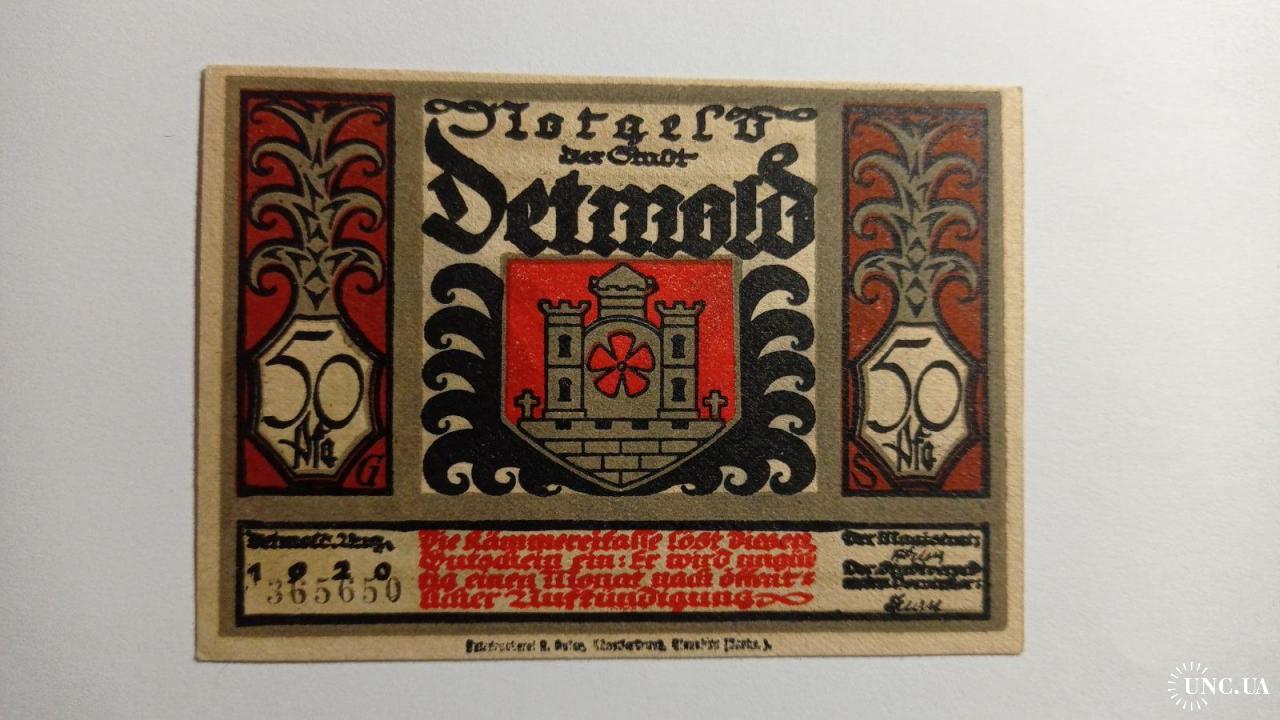 Notgeld
der Stadt
Detmold
50
Pfg
G
50
Pfg
S
Detmold. Aug.
1920
365650
Die Kämmereikasse löst diesen
Gutschein ein: Er wird ungül
tig einen Monat nach öffent=
licher Aufkündigung
Der Magistrat:
UNC.UA